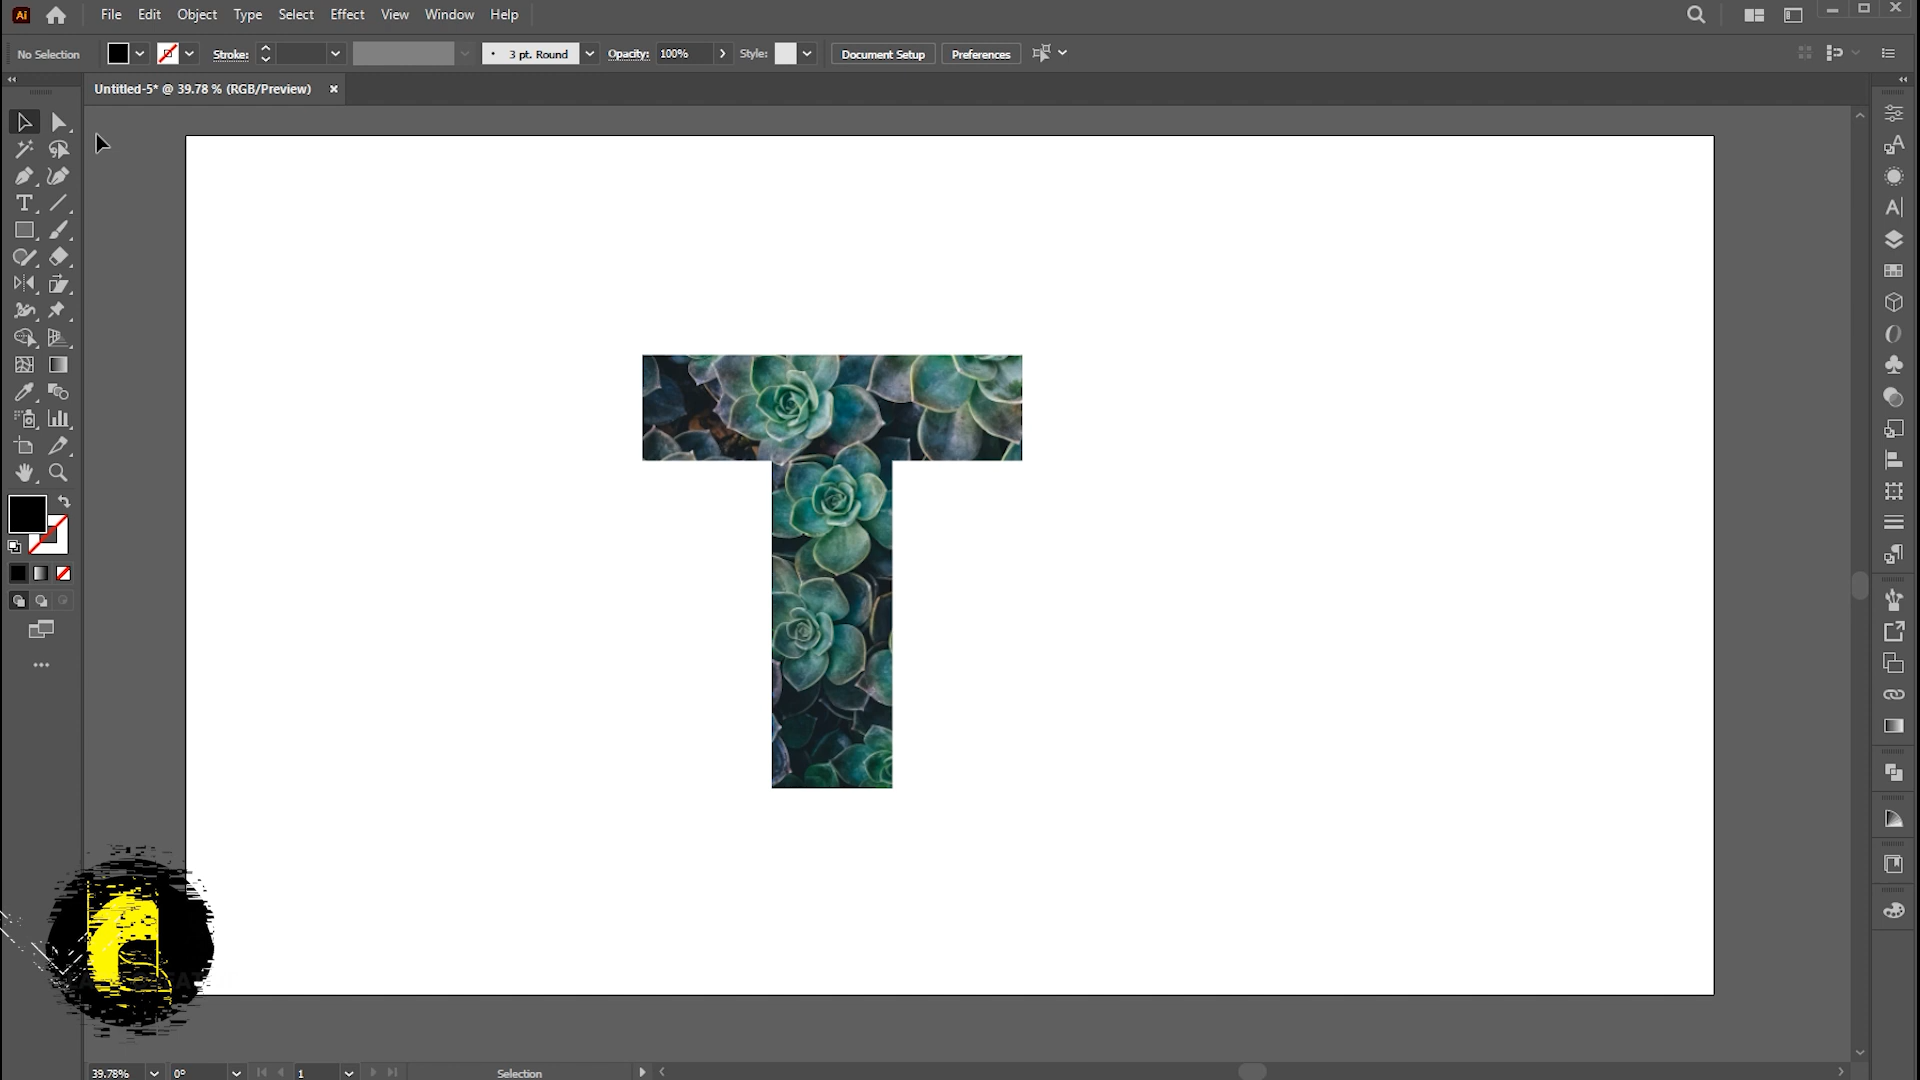 Ai File Edit Object Type Select Effect View Window Help
No Selection Stroke: 3 pt. Round Opacity: 100% Style: Document Setup Preferences
Untitled-5* @ 39.78 % (RGB/Preview)
T
39.78% 0° 1 Selection